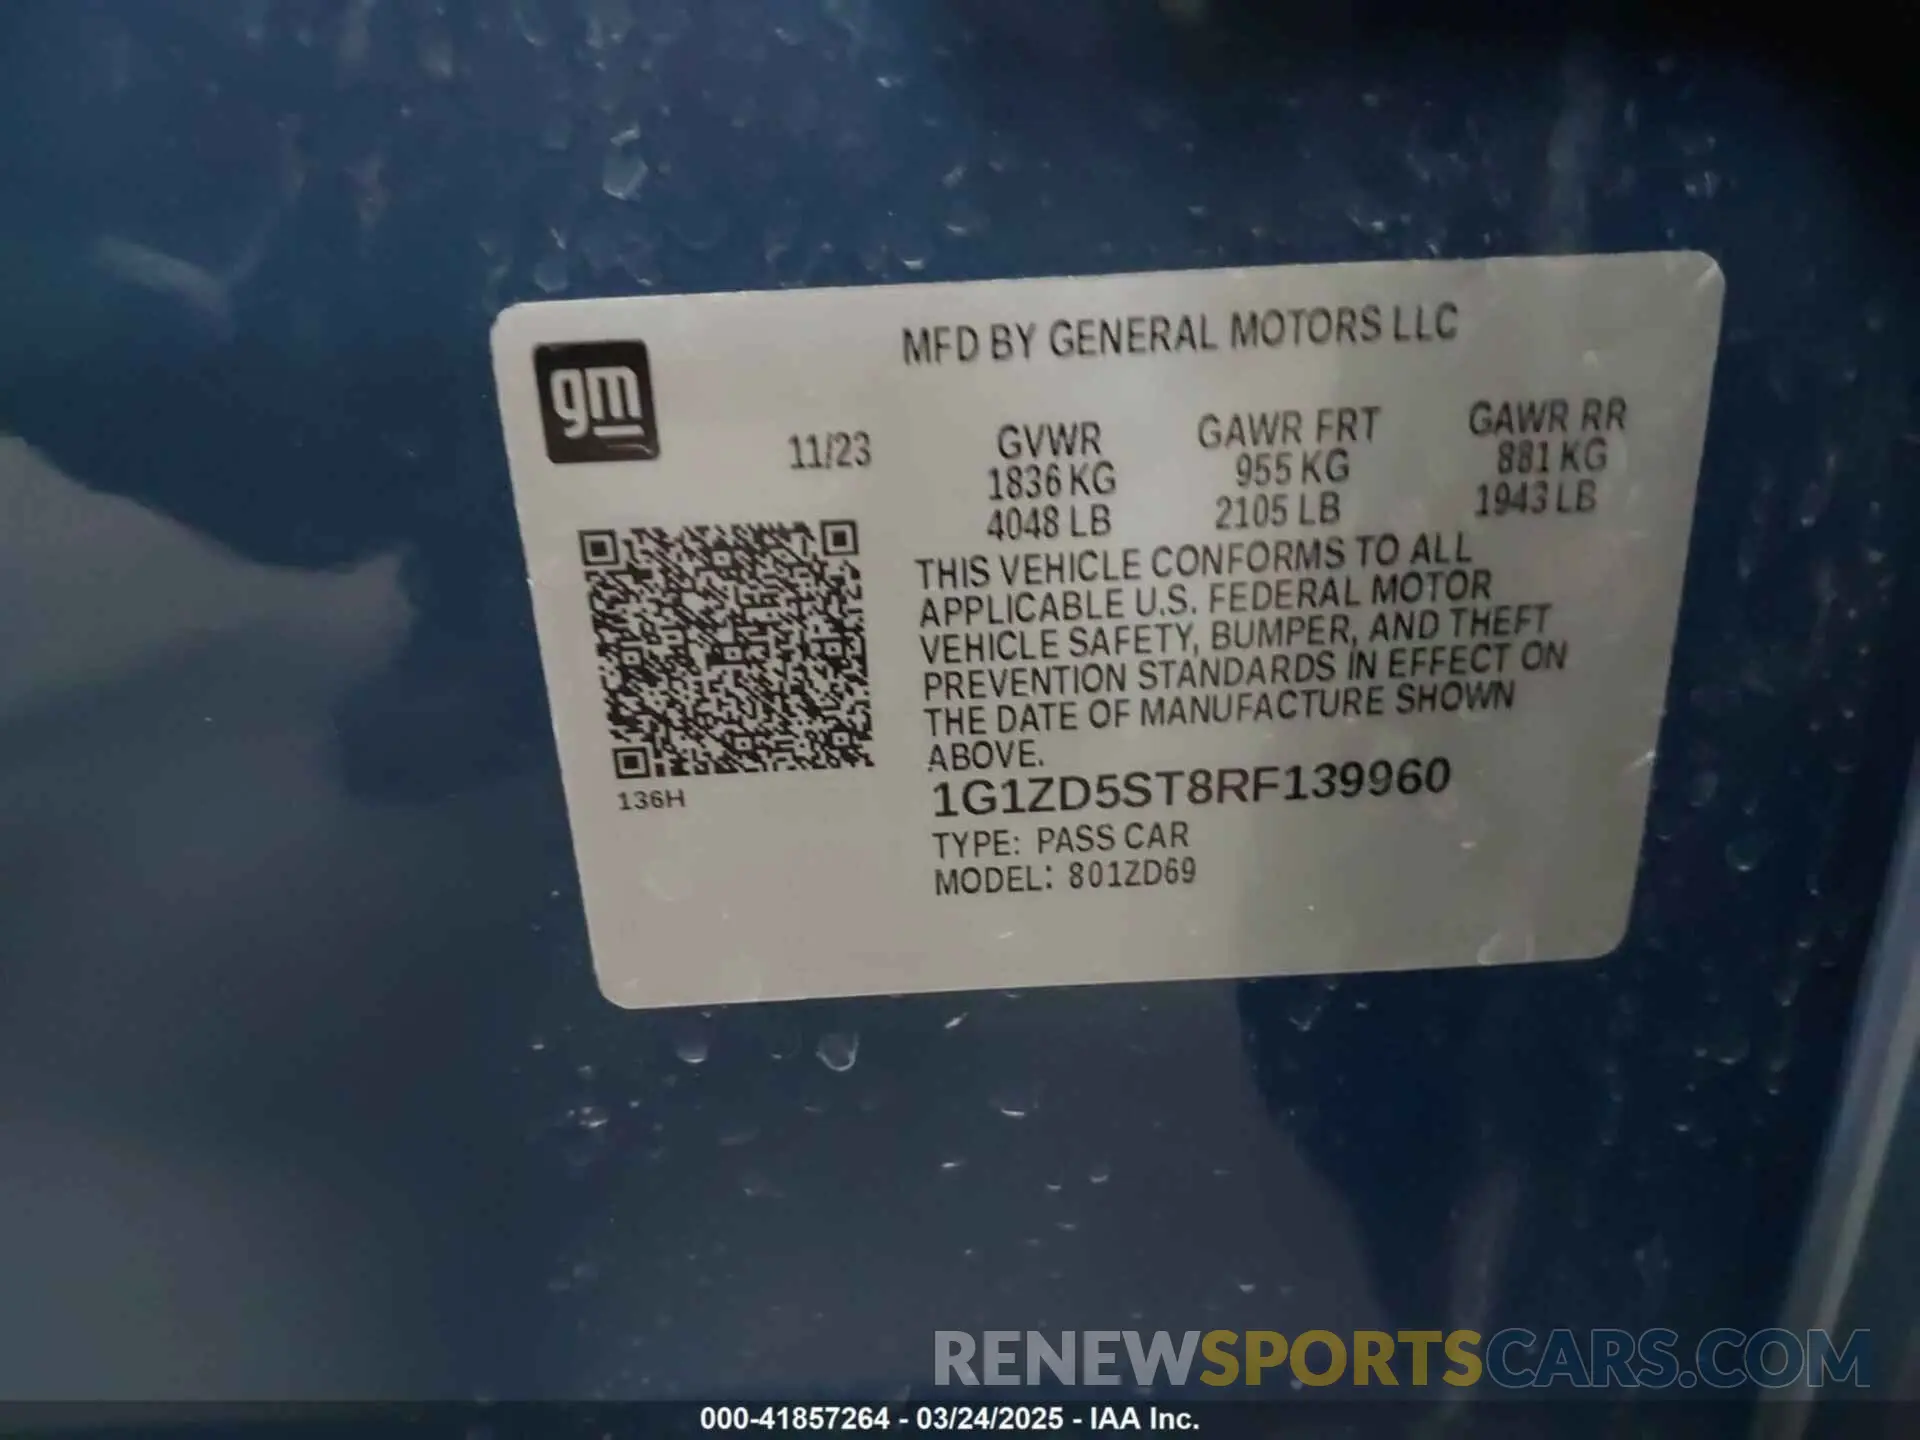 MFD BY GENERAL MOTORS LLC
gm
11/23
GVWR
1836 KG
4048 LB
GAWR FRT
955 KG
2105 LB
GAWR RR
881 KG
1943 LB
THIS VEHICLE CONFORMS TO ALL
APPLICABLE U.S. FEDERAL MOTOR
VEHICLE SAFETY, BUMPER, AND THEFT
PREVENTION STANDARDS IN EFFECT ON
THE DATE OF MANUFACTURE SHOWN
ABOVE.
136H
1G1ZD5ST8RF139960
TYPE: PASS CAR
MODEL: 801ZD69
RENEWSPORTSCARS.COM
000-41857264 - 03/24/2025 - IAA Inc.